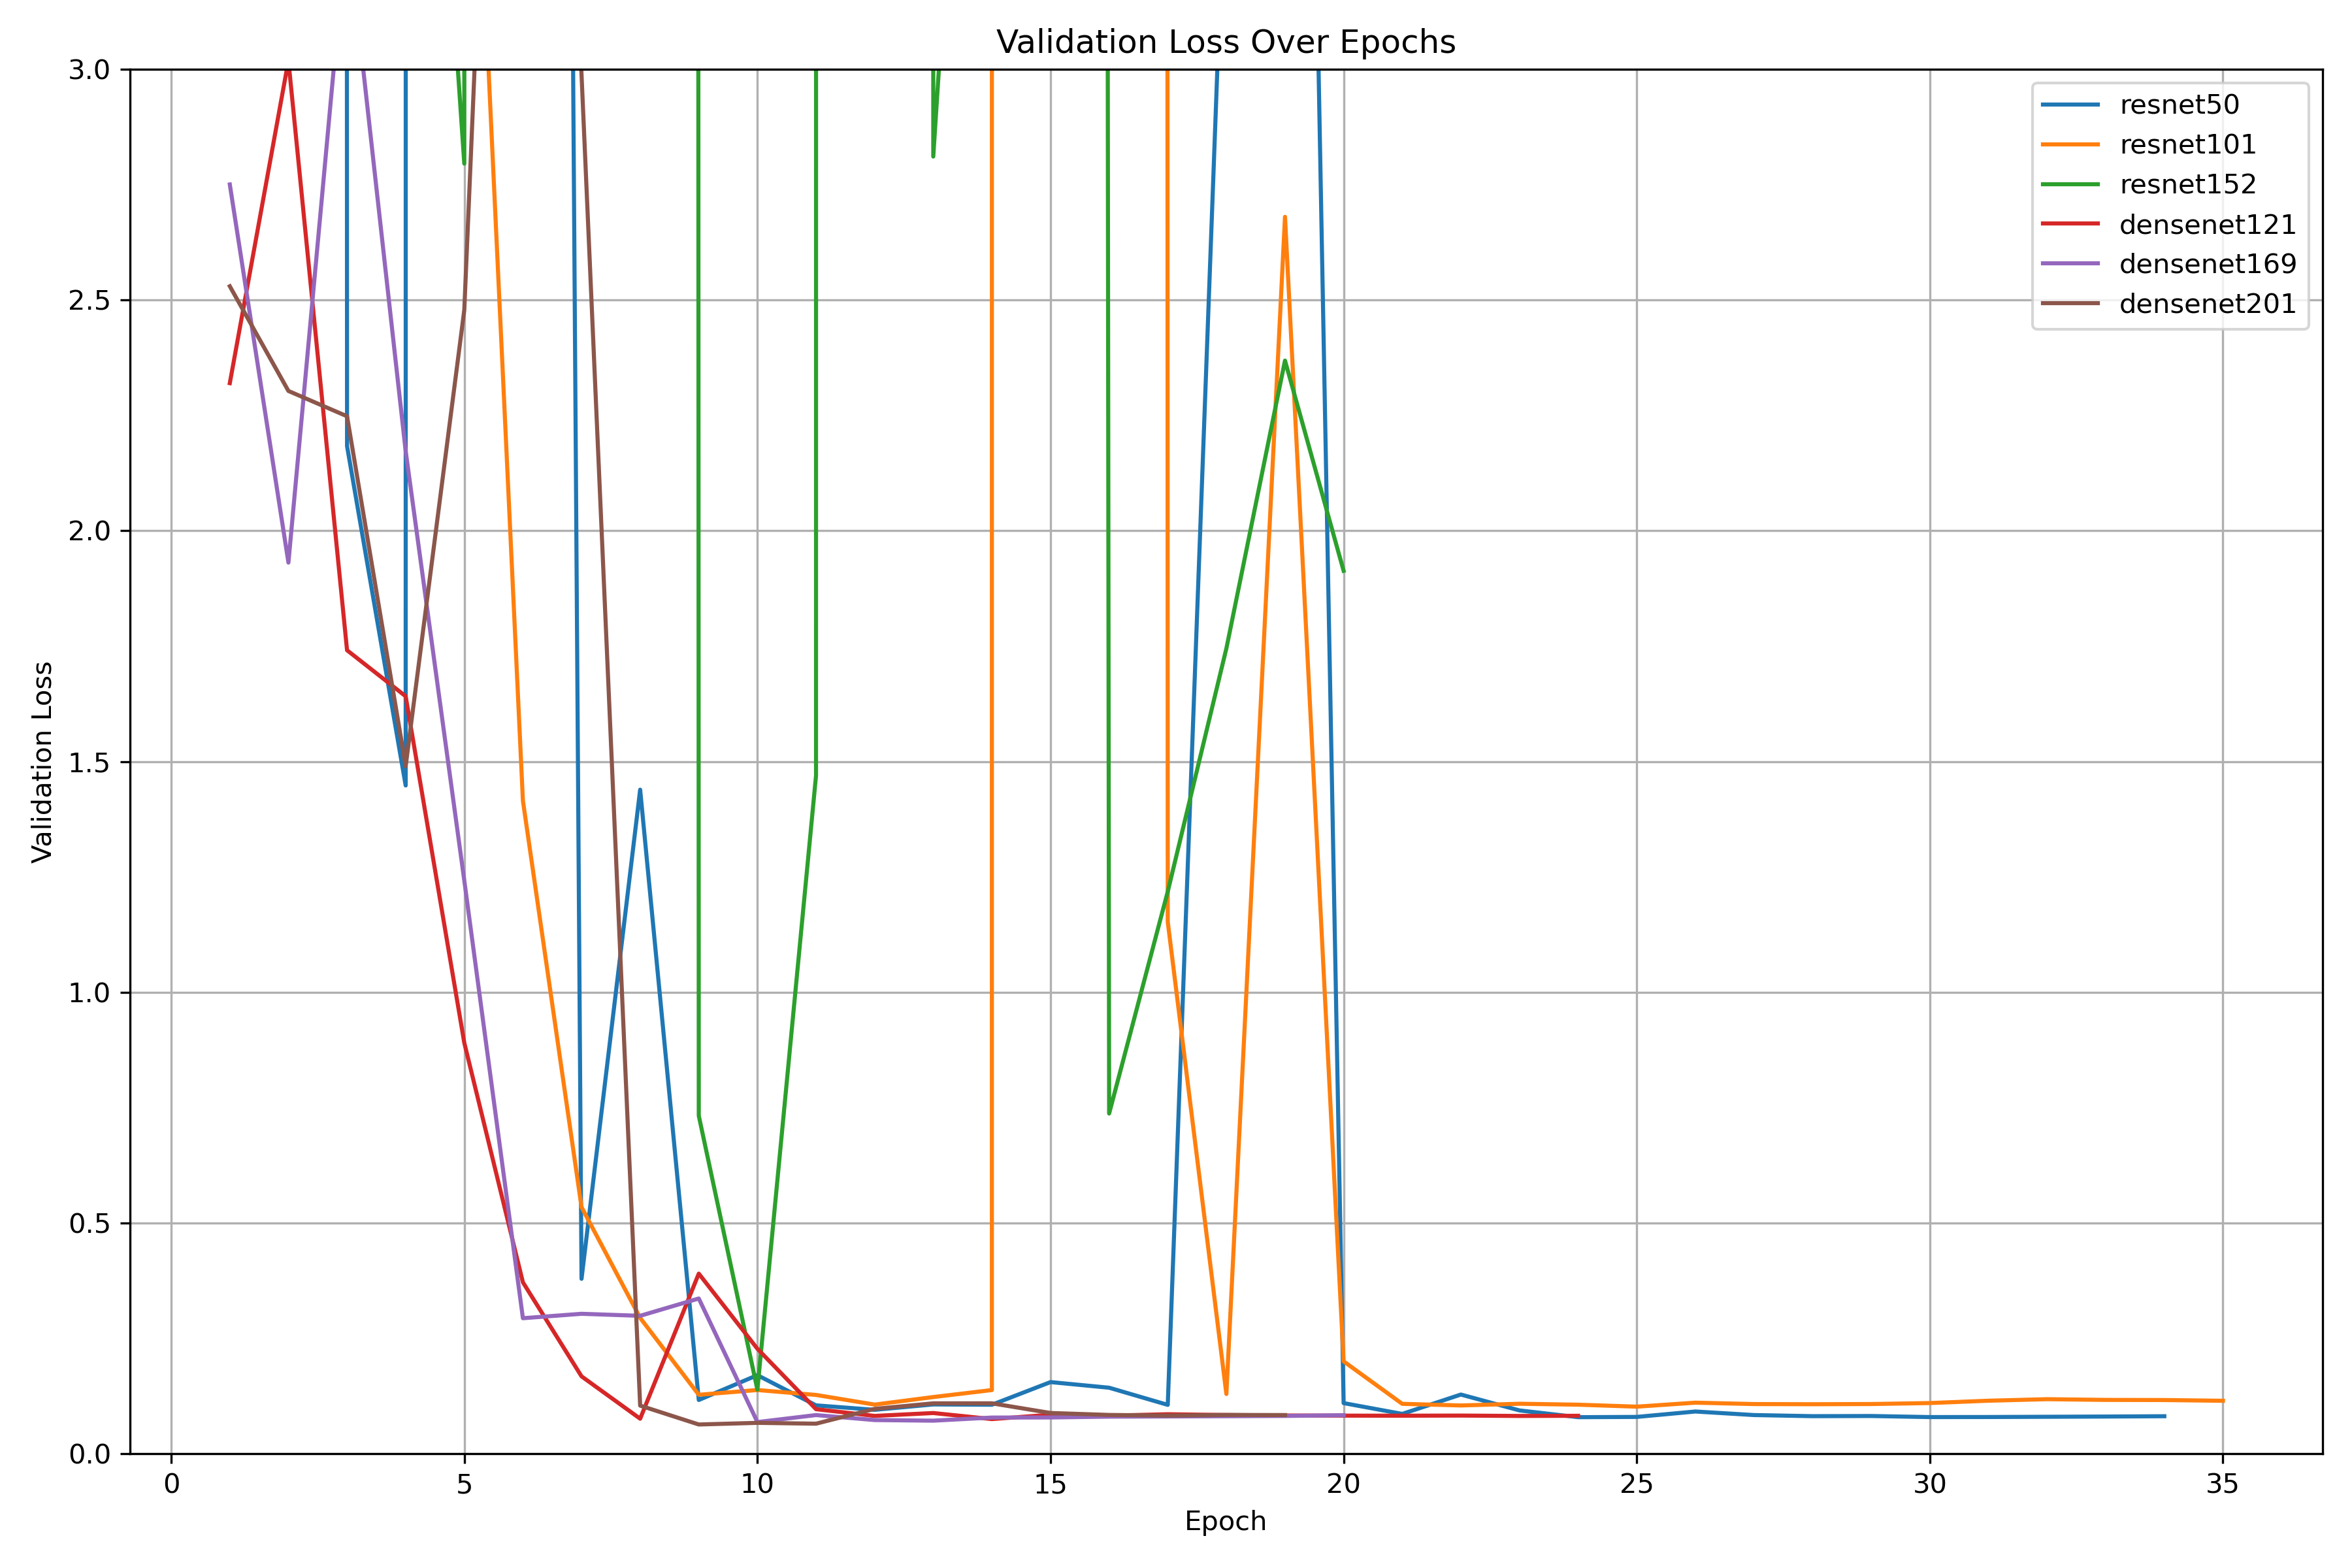 Validation Loss Over Epochs
3.0
2.5
2.0
1.5
1.0
0.5
0.0
Validation Loss
0 5 10 15 20 25 30 35
Epoch
resnet50
resnet101
resnet152
densenet121
densenet169
densenet201